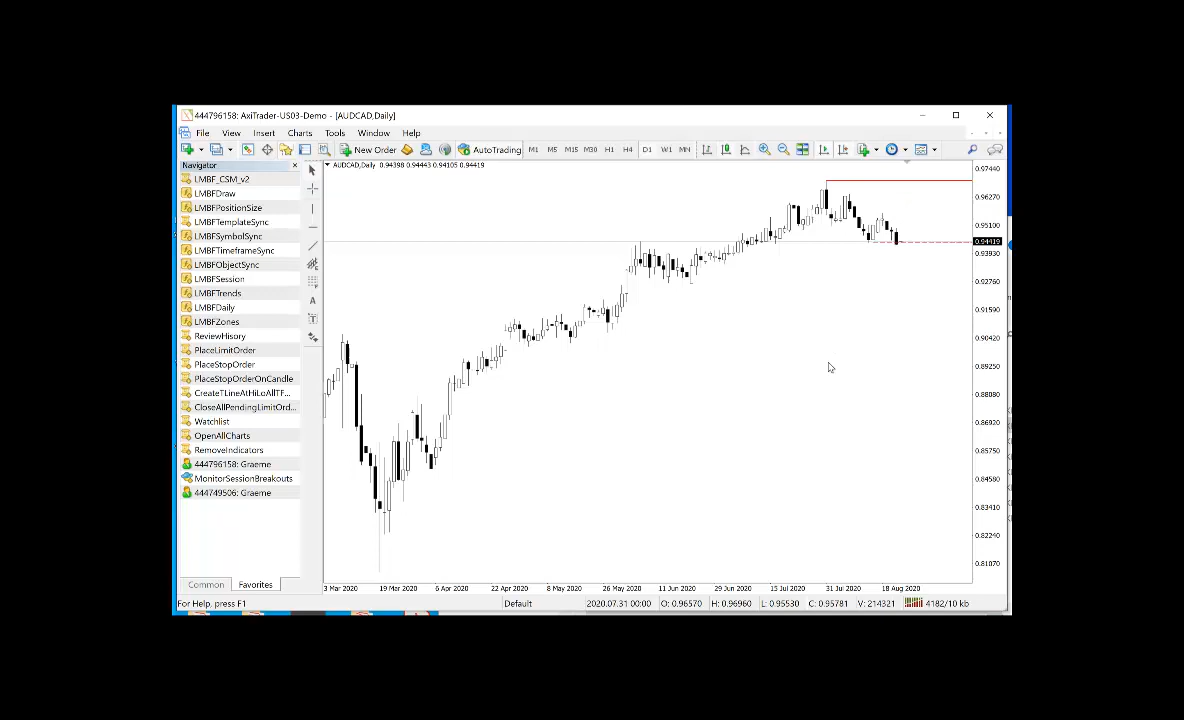 444796158: AxiTrader-US03-Demo - [AUDCAD,Daily]
File View Insert Charts Tools Window Help
New Order AutoTrading M1 M5 M15 M30 H1 H4 D1 W1 MN
Navigator
LMBF_CSM_v2
LMBFDraw
LMBFPositionSize
LMBFTemplateSync
LMBFSymbolSync
LMBFTimeframeSync
LMBFObjectSync
LMBFSession
LMBFTrends
LMBFDaily
LMBFZones
ReviewHisory
PlaceLimitOrder
PlaceStopOrder
PlaceStopOrderOnCandle
CreateTLineAtHiLoAllTF...
CloseAllPendingLimitOrd...
Watchlist
OpenAllCharts
RemoveIndicators
444796158: Graeme
MonitorSessionBreakouts
444749506: Graeme
Common Favorites
A
T
AUDCAD,Daily 0.94398 0.94443 0.94105 0.94419
0.97440
0.96270
0.95100
0.94419
0.93930
0.92760
0.91590
0.90420
0.89250
0.88080
0.86920
0.85750
0.84580
0.83410
0.82240
0.81070
3 Mar 2020 19 Mar 2020 6 Apr 2020 22 Apr 2020 8 May 2020 26 May 2020 11 Jun 2020 29 Jun 2020 15 Jul 2020 31 Jul 2020 18 Aug 2020
For Help, press F1 Default 2020.07.31 00:00 O: 0.96570 H: 0.96960 L: 0.95530 C: 0.95781 V: 214321 4182/10 kb